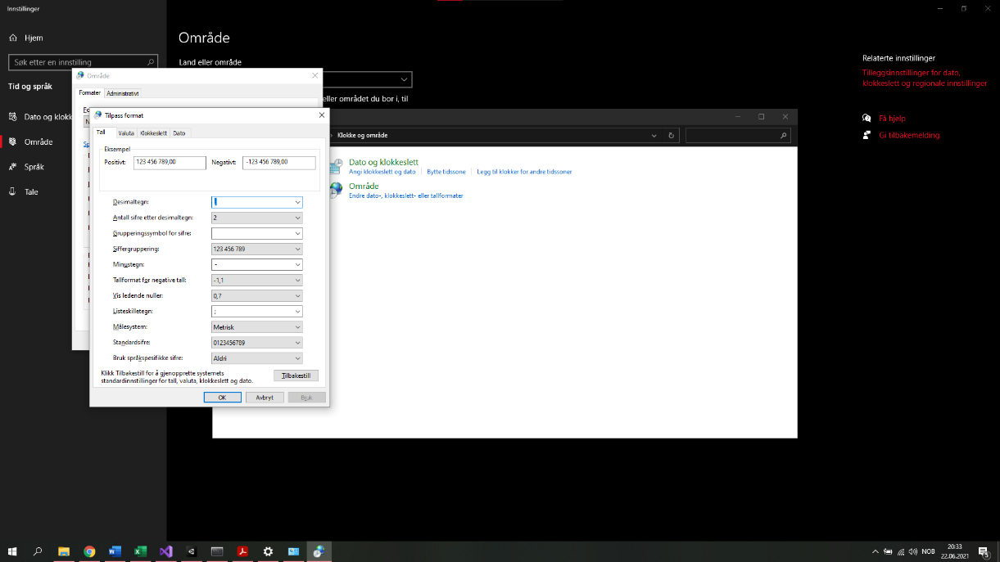 Innstillinger
Hjem
Søk etter en innstilling
Tid og språk
Dato og klokk
Område
Språk
Tale
Område
Land eller område
eller området du bor i, til
Relaterte innstillinger
Tilleggsinnstillinger for dato,
klokkeslett og regionale innstillinger
Få hjelp
Gi tilbakemelding
Klokke og område
Dato og klokkeslett
Angi klokkeslett og dato
Bytte tidssone
Legg til klokker for andre tidssoner
Område
Endre dato-, klokkeslett- eller tallformater
Område
Formater
Administrativt
Tilpass format
Tall
Valuta
Klokkeslett
Dato
Eksempel
Positivt: 123 456 789,00
Negativt: -123 456 789,00
Desimaltegn:
Antall sifre etter desimaltegn: 2
Grupperingssymbol for sifre:
Siffergruppering: 123 456 789
Minustegn: -
Tallformat for negative tall: -1,1
Vis ledende nuller: 0,7
Listeskilletegn: ;
Målesystem: Metrisk
Standardsifre: 0123456789
Bruk språkspesifikke sifre: Aldri
Klikk Tilbakestill for å gjenopprette systemets
standardinnstillinger for tall, valuta, klokkeslett og dato.
Tilbakestill
OK
Avbryt
Bruk
NOB
20:33
22.06.2021